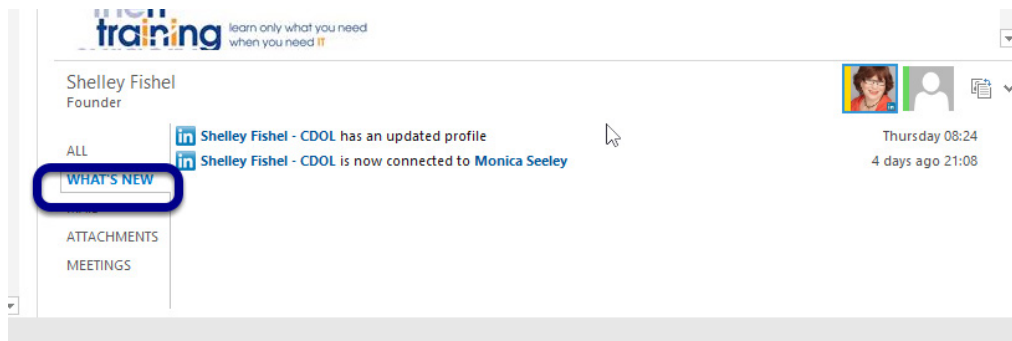 training learn only what you need
when you need IT
Shelley Fishel
Founder
ALL
WHAT'S NEW
ATTACHMENTS
MEETINGS
in Shelley Fishel - CDOL has an updated profile Thursday 08:24
in Shelley Fishel - CDOL is now connected to Monica Seeley 4 days ago 21:08